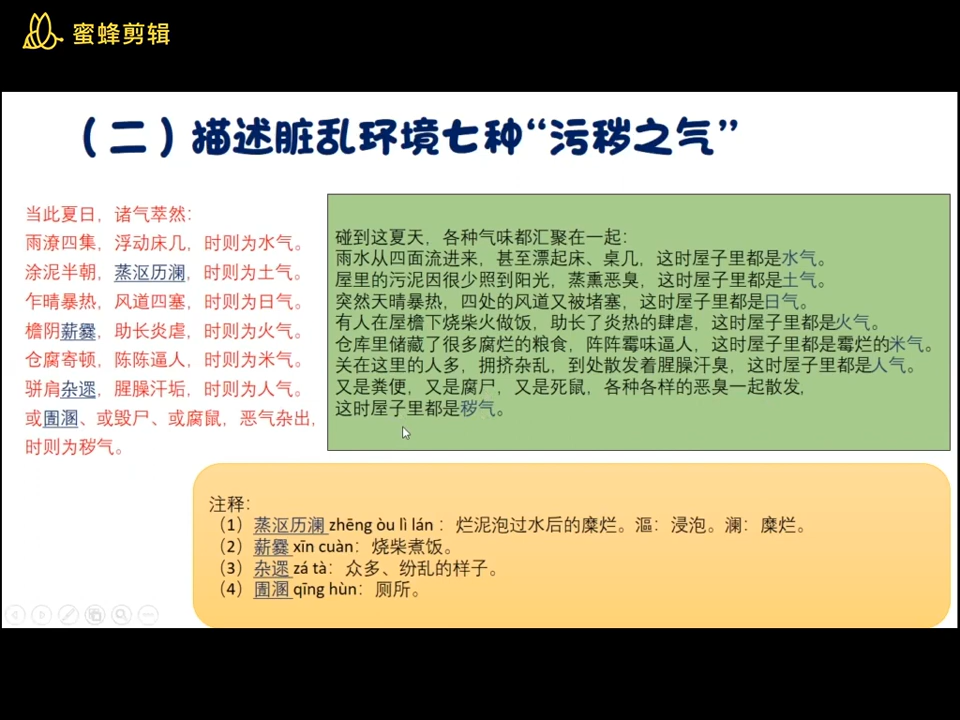 蜜蜂剪辑
（二）描述脏乱环境七种“污秽之气”
当此夏日，诸气萃然：
雨潦四集，浮动床几，时则为水气。
涂泥半朝，蒸沤历澜，时则为土气。
乍晴暴热，风道四塞，时则为日气。
檐阴薪爨，助长炎虐，时则为火气。
仓腐寄顿，陈陈逼人，时则为米气。
骈肩杂遝，腥臊汗垢，时则为人气。
或圊溷、或毁尸、或腐鼠，恶气杂出，
时则为秽气。
碰到这夏天，各种气味都汇聚在一起：
雨水从四面流进来，甚至漂起床、桌几，这时屋子里都是水气。
屋里的污泥因很少照到阳光，蒸熏恶臭，这时屋子里都是土气。
突然天晴暴热，四处的风道又被堵塞，这时屋子里都是日气。
有人在屋檐下烧柴火做饭，助长了炎热的肆虐，这时屋子里都是火气。
仓库里储藏了很多腐烂的粮食，阵阵霉味逼人，这时屋子里都是霉烂的米气。
关在这里的人多，拥挤杂乱，到处散发着腥臊汗臭，这时屋子里都是人气。
又是粪便，又是腐尸，又是死鼠，各种各样的恶臭一起散发，
这时屋子里都是秽气。
注释：
（1）蒸沤历澜 zhēng òu lì lán ：烂泥泡过水后的糜烂。漚：浸泡。澜：糜烂。
（2）薪爨 xīn cuàn：烧柴煮饭。
（3）杂遝 zá tà：众多、纷乱的样子。
（4）圊溷 qīng hùn：厕所。